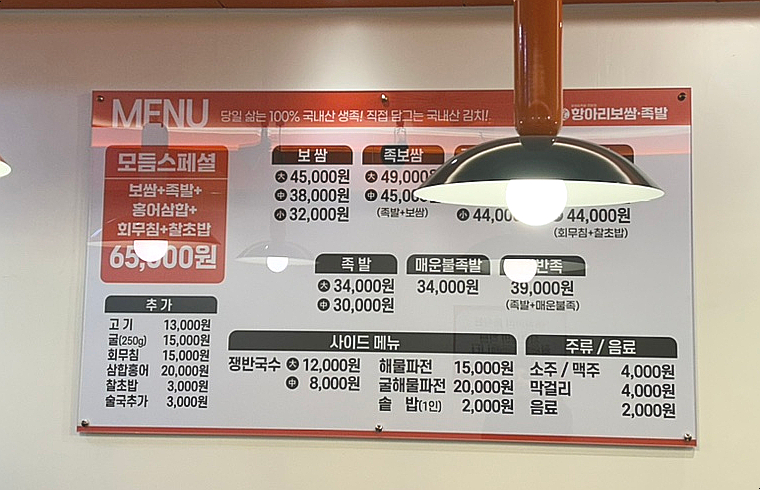 MENU 당일 삶는 100% 국내산 생족! 직접 담그는 국내산 김치!
항아리보쌈·족발
모듬스페셜
보쌈+족발+
홍어삼합+
회무침+찰초밥
65,000원
보 쌈
大 45,000원
中 38,000원
小 32,000원
족보쌈
大 49,000원
中 45,00
(족발+보쌈)
小 44,00
44,000원
(회무침+찰초밥)
족 발
大 34,000원
中 30,000원
매운불족발
34,000원
반족
39,000원
(족발+매운불족)
추 가
고 기 13,000원
굴(250g) 15,000원
회무침 15,000원
삼합홍어 20,000원
찰초밥 3,000원
술국추가 3,000원
사이드 메뉴
쟁반국수 大 12,000원
中 8,000원
해물파전 15,000원
굴해물파전 20,000원
솥 밥(1인) 2,000원
주류 / 음료
소주 / 맥주 4,000원
막걸리 4,000원
음료 2,000원